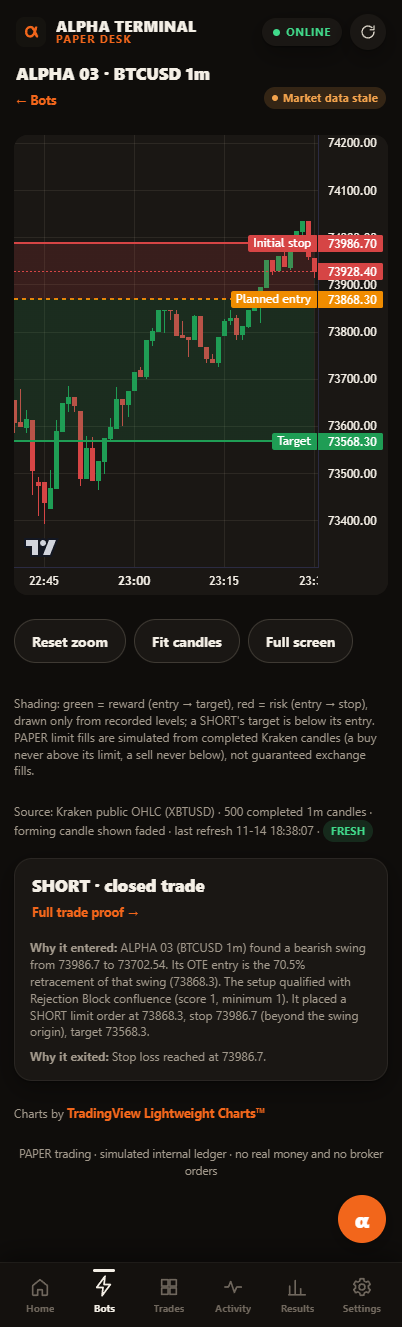 α ALPHA TERMINAL
PAPER DESK
ONLINE
ALPHA 03 · BTCUSD 1m
← Bots
Market data stale
74200.00
74100.00
Initial stop 73986.70
73928.40
73900.00
Planned entry 73868.30
73800.00
73700.00
73600.00
Target 73568.30
73500.00
73400.00
22:45 23:00 23:15
Reset zoom Fit candles Full screen
Shading: green = reward (entry → target), red = risk (entry → stop),
drawn only from recorded levels; a SHORT's target is below its entry.
PAPER limit fills are simulated from completed Kraken candles (a buy
never above its limit, a sell never below), not guaranteed exchange
fills.
Source: Kraken public OHLC (XBTUSD) · 500 completed 1m candles ·
forming candle shown faded · last refresh 11-14 18:38:07 · FRESH
SHORT · closed trade
Full trade proof →
Why it entered: ALPHA 03 (BTCUSD 1m) found a bearish swing
from 73986.7 to 73702.54. Its OTE entry is the 70.5%
retracement of that swing (73868.3). The setup qualified with
Rejection Block confluence (score 1, minimum 1). It placed a
SHORT limit order at 73868.3, stop 73986.7 (beyond the swing
origin), target 73568.3.
Why it exited: Stop loss reached at 73986.7.
Charts by TradingView Lightweight Charts™
PAPER trading · simulated internal ledger · no real money and no broker
orders
α
Home Bots Trades Activity Results Settings